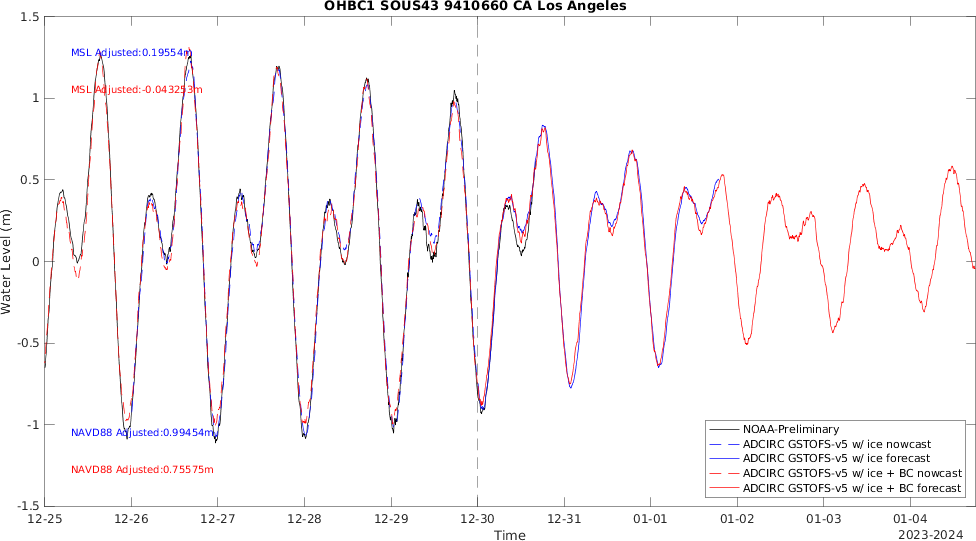 OHBC1 SOUS43 9410660 CA Los Angeles
1.5
MSL Adjusted:0.19554m
1
MSL Adjusted:-0.043253m
0.5
Water Level (m)
0
-0.5
-1
NAVD88 Adjusted:0.99454m
NAVD88 Adjusted:0.75575m
-1.5
NOAA-Preliminary
ADCIRC GSTOFS-v5 w/ ice nowcast
ADCIRC GSTOFS-v5 w/ ice forecast
ADCIRC GSTOFS-v5 w/ ice + BC nowcast
ADCIRC GSTOFS-v5 w/ ice + BC forecast
12-25 12-26 12-27 12-28 12-29 12-30 12-31 01-01 01-02 01-03 01-04
Time
2023-2024